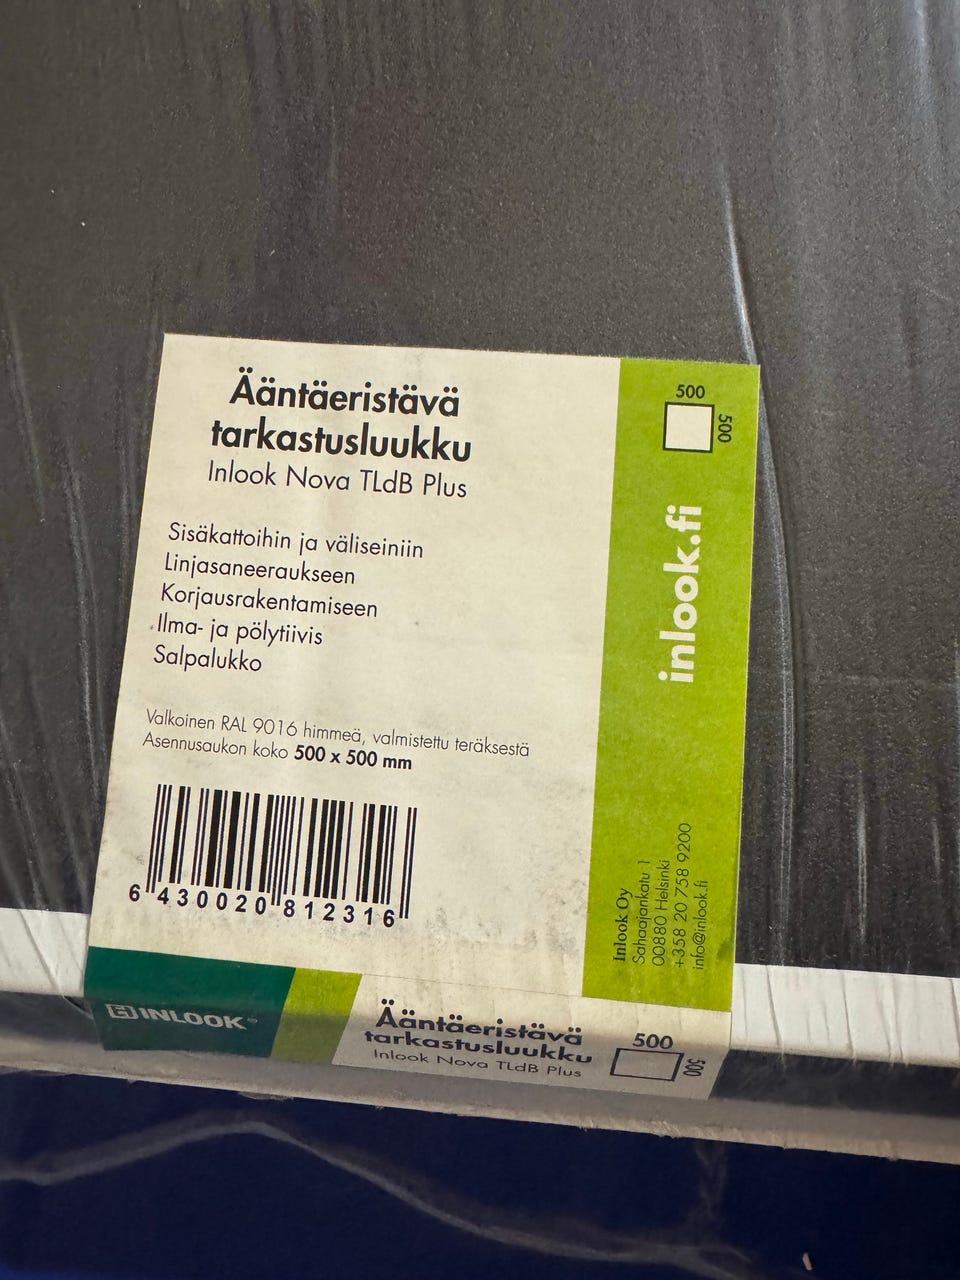 Ääntäeristävä
tarkastusluukku
Inlook Nova TLdB Plus
Sisäkattoihin ja väliseiniin
Linjasaneeraukseen
Korjausrakentamiseen
Ilma- ja pölytiivis
Salpalukko
Valkoinen RAL 9016 himmeä, valmistettu teräksestä
Asennusaukon koko 500 x 500 mm
6 430020 812316
500
500
inlook.fi
Inlook Oy
Sahaajankatu 1
00880 Helsinki
+358 20 758 9200
info@inlook.fi
INLOOK®
Ääntäeristävä
tarkastusluukku
Inlook Nova TLdB Plus
500
500